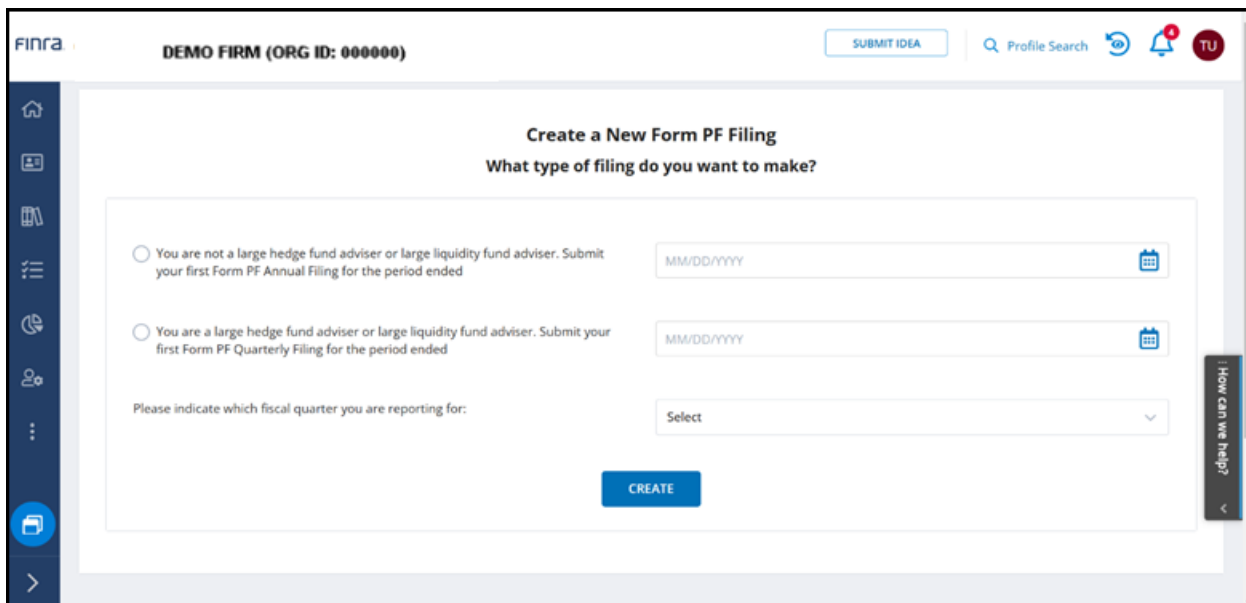 FINRA
DEMO FIRM (ORG ID: 000000)
SUBMIT IDEA
Profile Search
4
TU
Create a New Form PF Filing
What type of filing do you want to make?
You are not a large hedge fund adviser or large liquidity fund adviser. Submit
your first Form PF Annual Filing for the period ended
MM/DD/YYYY
You are a large hedge fund adviser or large liquidity fund adviser. Submit your
first Form PF Quarterly Filing for the period ended
MM/DD/YYYY
Please indicate which fiscal quarter you are reporting for:
Select
CREATE
How can we help?